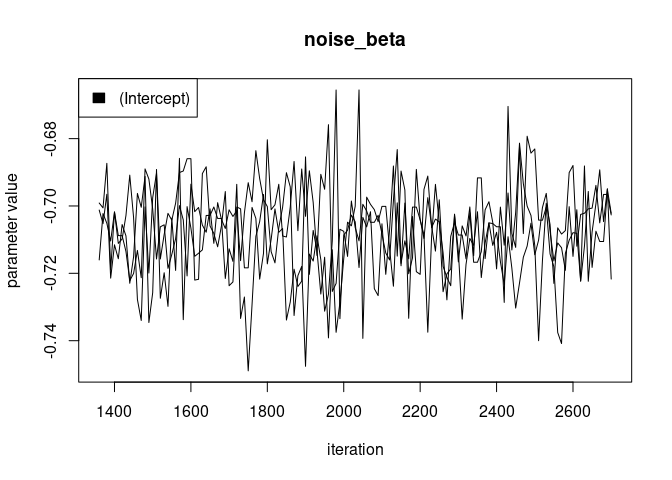 noise_beta
(Intercept)
parameter value
-0.68
-0.70
-0.72
-0.74
1400 1600 1800 2000 2200 2400 2600
iteration